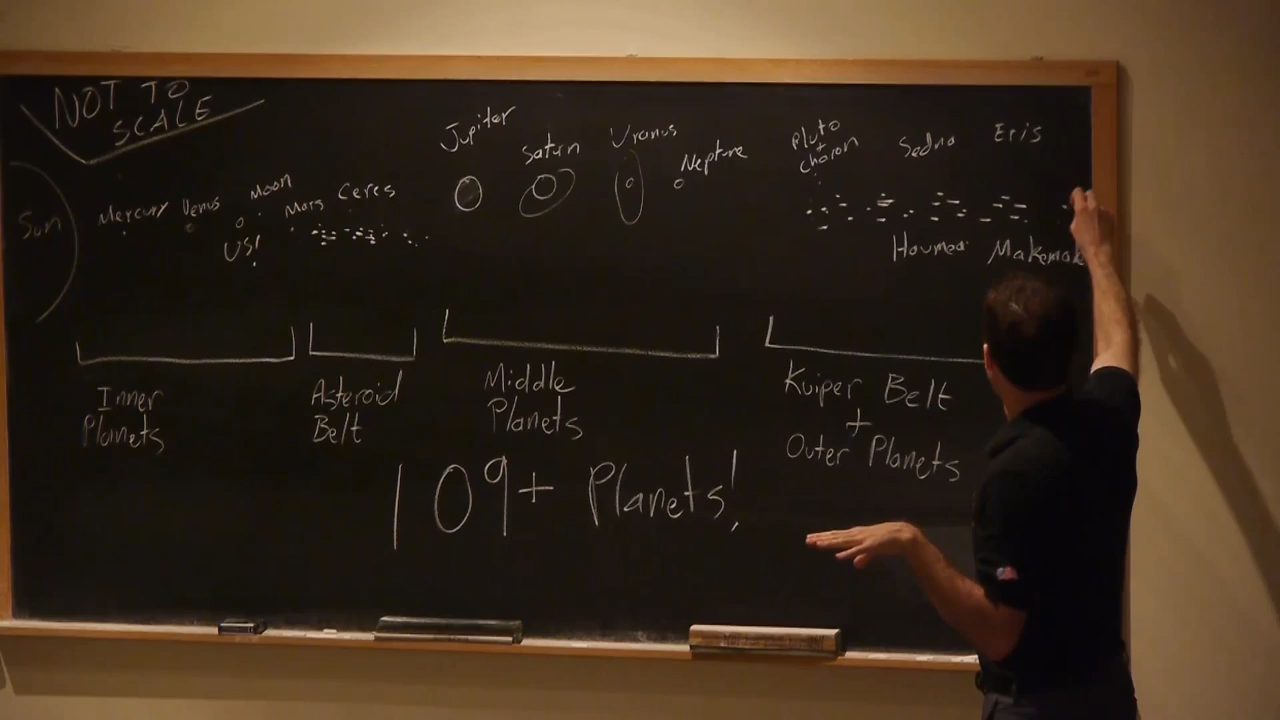 NOT TO
SCALE
Sun
Mercury
Venus
Moon
US!
Mars
Ceres
Jupiter
Saturn
Uranus
Neptune
Pluto
+
charon
Sedna
Eris
Haumea
Makemak
Inner
Planets
Asteroid
Belt
Middle
Planets
Kuiper Belt
+
Outer Planets
109+ Planets!